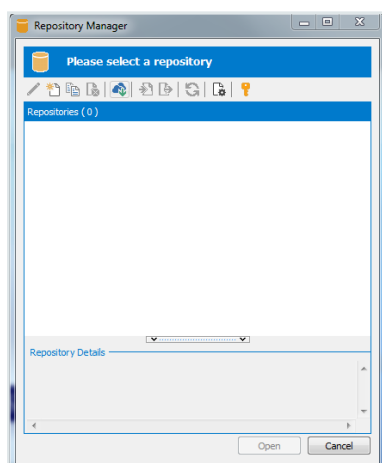 Repository Manager
Please select a repository
Repositories ( 0 )
Repository Details
Open
Cancel